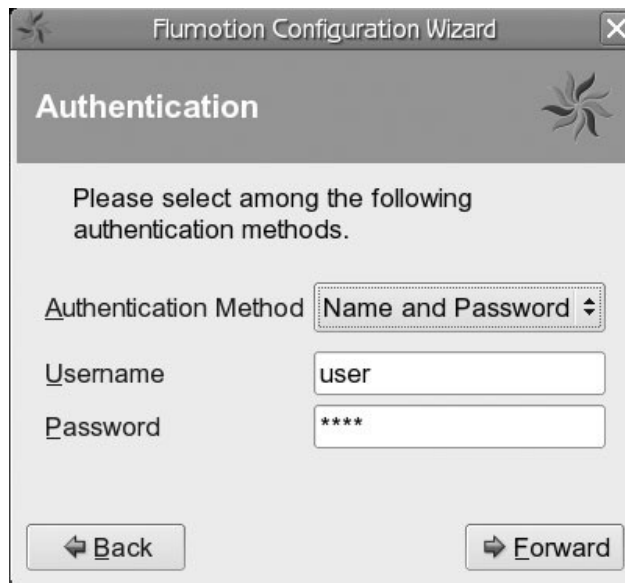 Flumotion Configuration Wizard
Authentication
Please select among the following
authentication methods.
Authentication Method Name and Password
Username user
Password ****
Back Forward